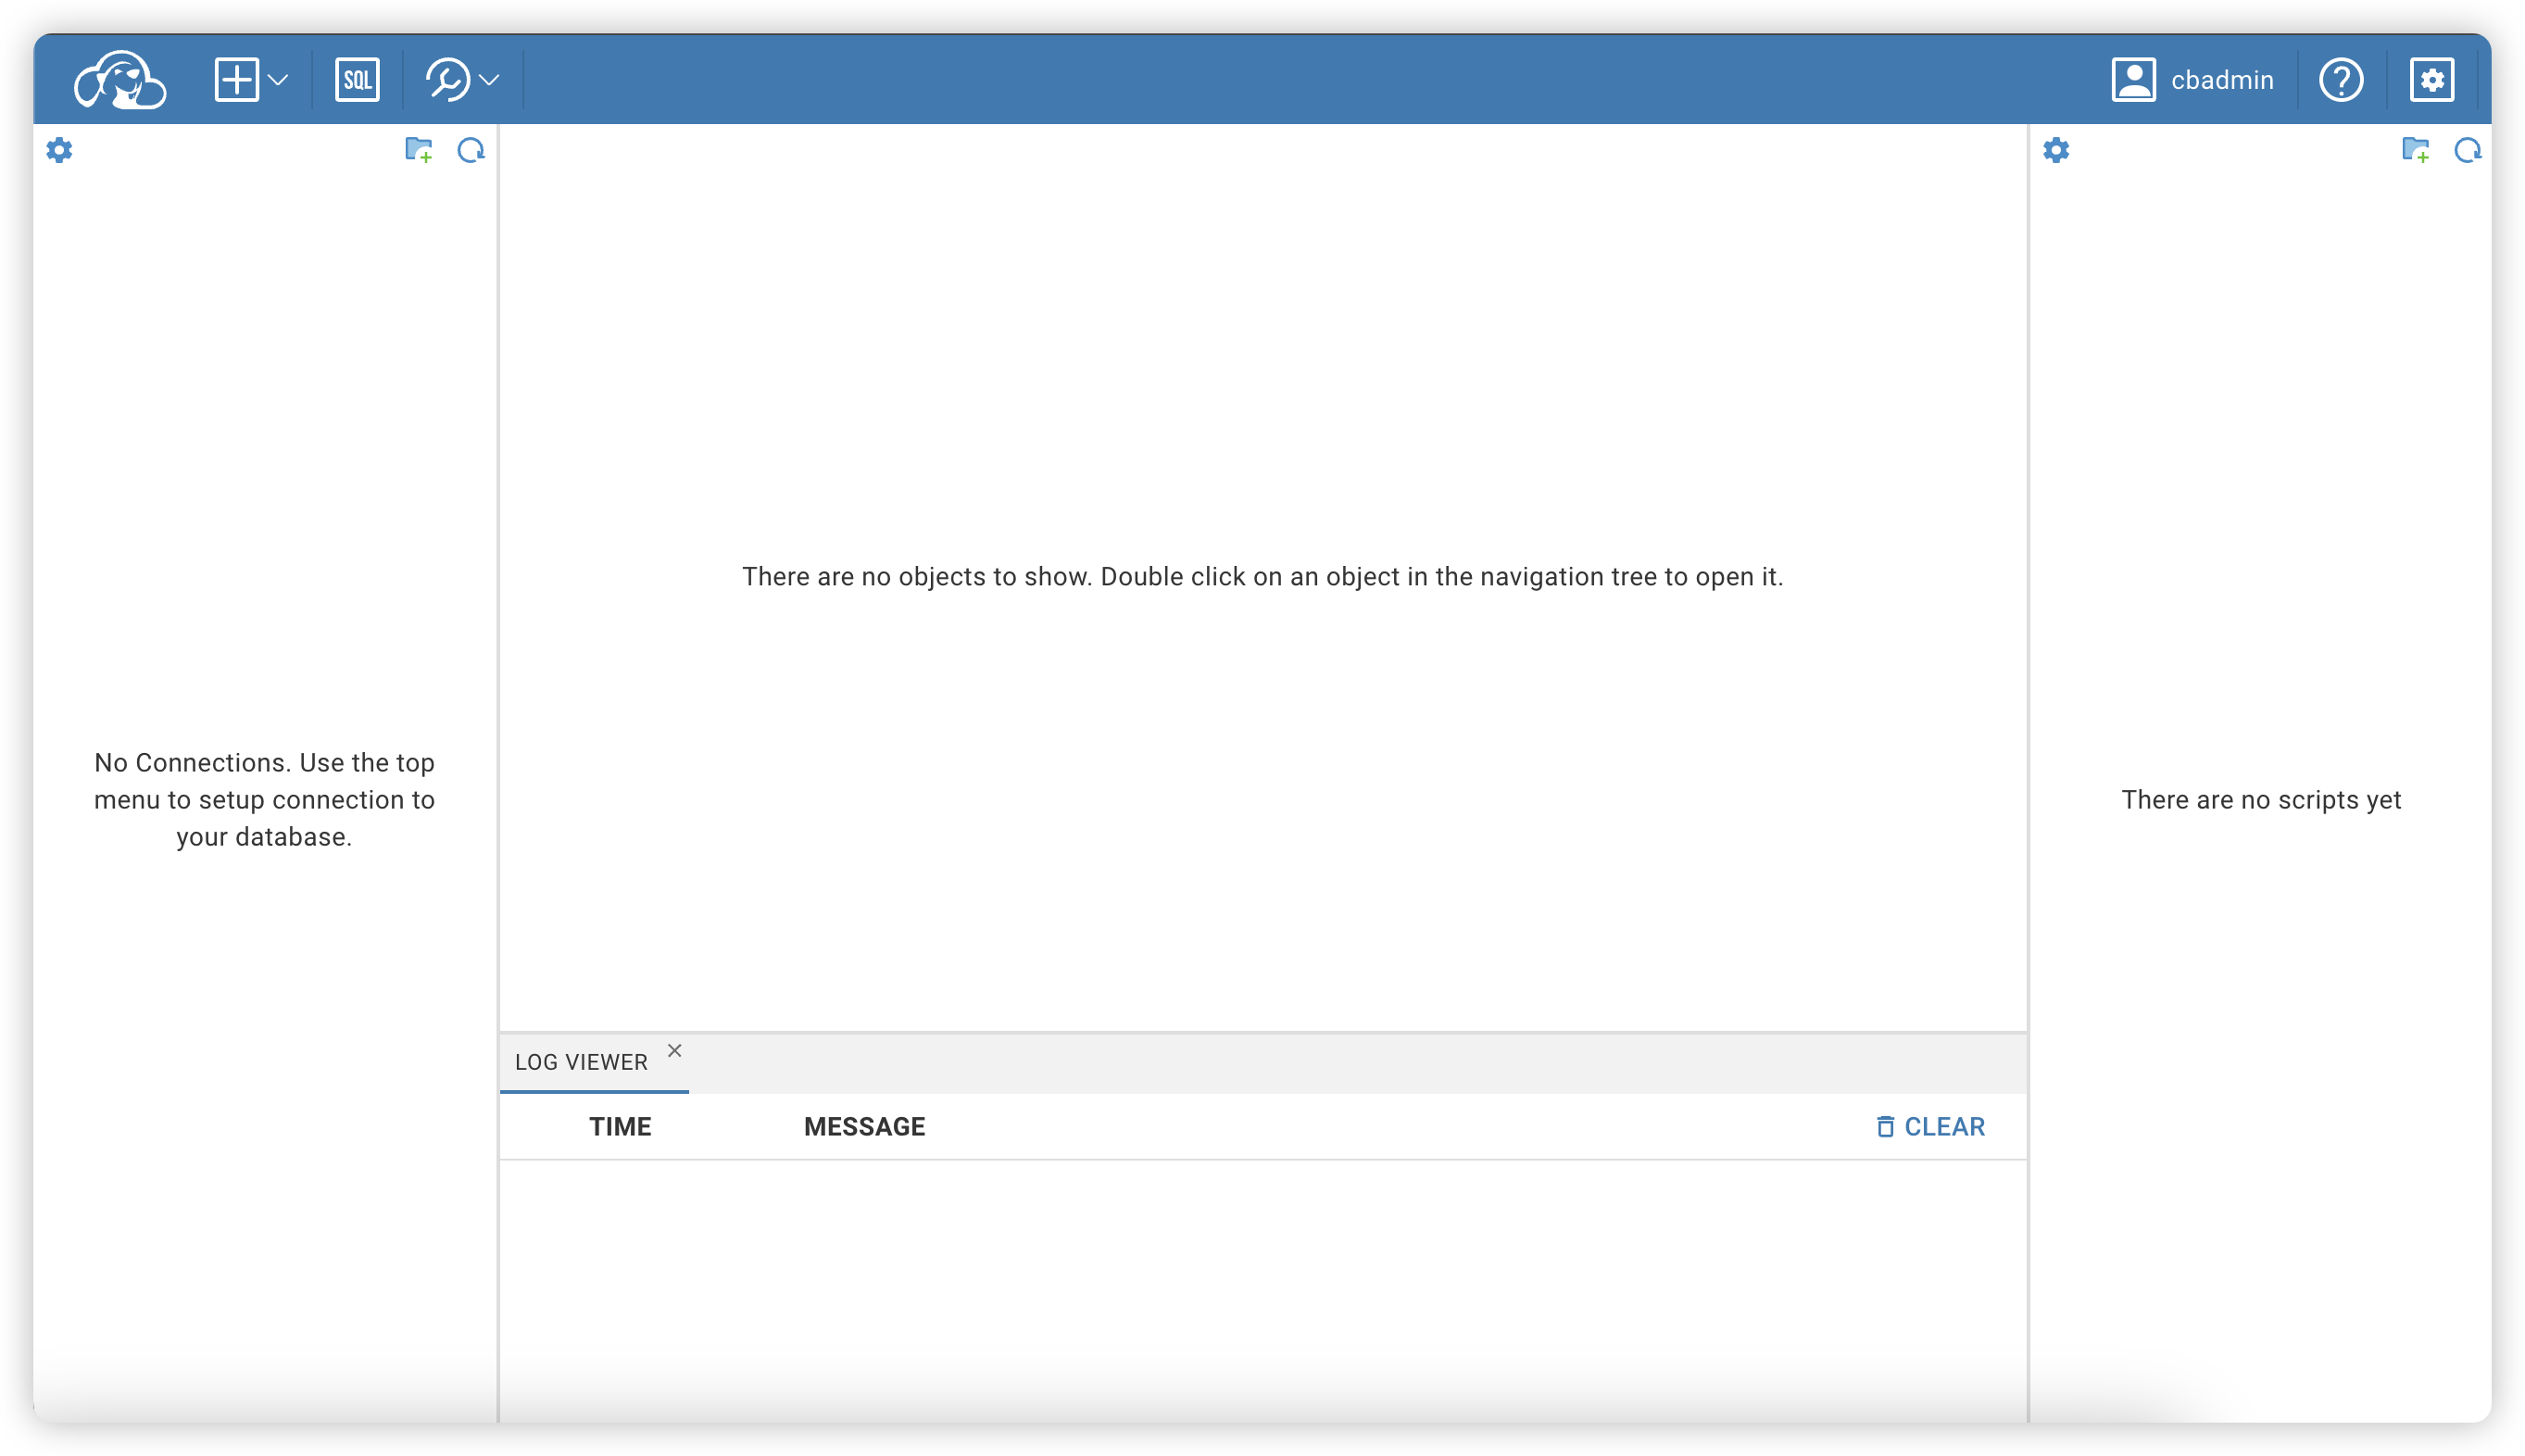 SQL
cbadmin
No Connections. Use the top
menu to setup connection to
your database.
There are no objects to show. Double click on an object in the navigation tree to open it.
There are no scripts yet
LOG VIEWER
TIME MESSAGE CLEAR